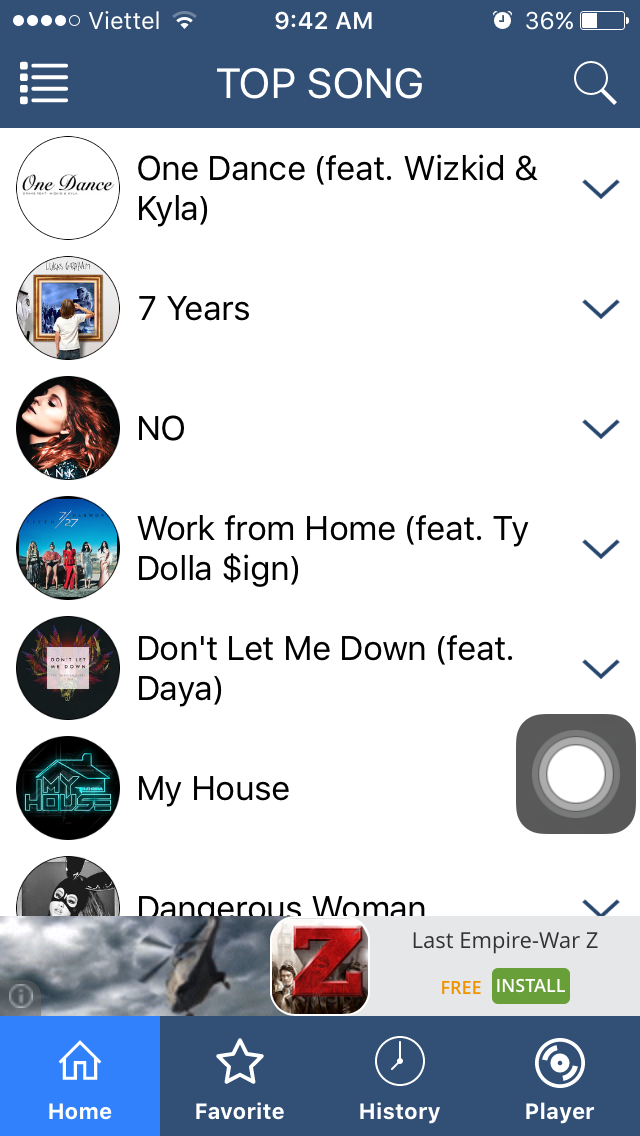 Viettel 9:42 AM 36%
TOP SONG
One Dance
One Dance (feat. Wizkid &
Kyla)
LUKAS GRAHAM
7 Years
NO
7/27
Work from Home (feat. Ty
Dolla $ign)
DON'T LET
ME DOWN
Don't Let Me Down (feat.
Daya)
MY
HOUSE
My House
Dangerous Woman
Z
Last Empire-War Z
FREE INSTALL
Home Favorite History Player